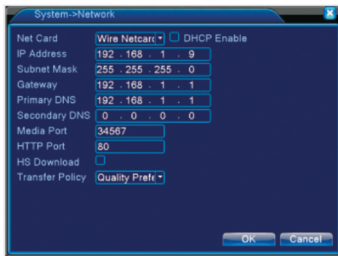 System->Network
Net Card Wire Netcard DHCP Enable
IP Address 192 . 168 . 1 . 9
Subnet Mask 255 . 255 . 255 . 0
Gateway 192 . 168 . 1 . 1
Primary DNS 192 . 168 . 1 . 1
Secondary DNS 0 . 0 . 0 . 0
Media Port 34567
HTTP Port 80
HS Download
Transfer Policy Quality Prefe
OK Cancel